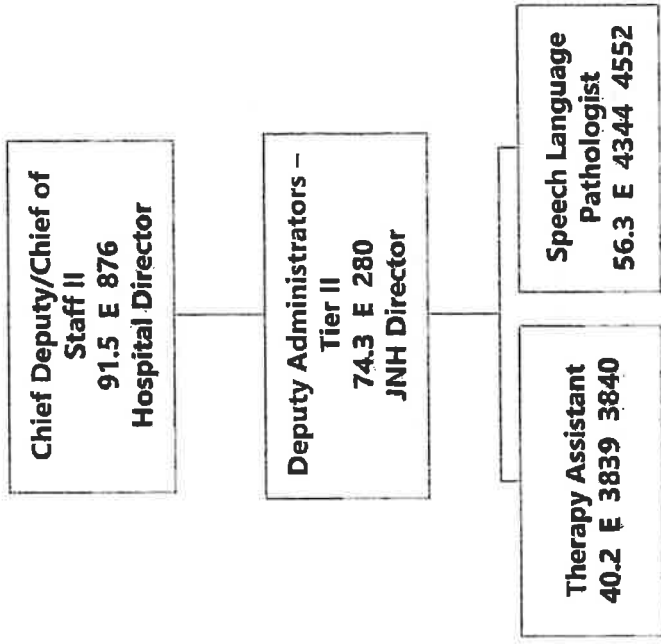 Chief Deputy/Chief of
Staff II
91.5 E 876
Hospital Director
Deputy Administrators –
Tier II
74.3 E 280
JNH Director
Therapy Assistant
40.2 E 3839 3840
Speech Language
Pathologist
56.3 E 4344 4552